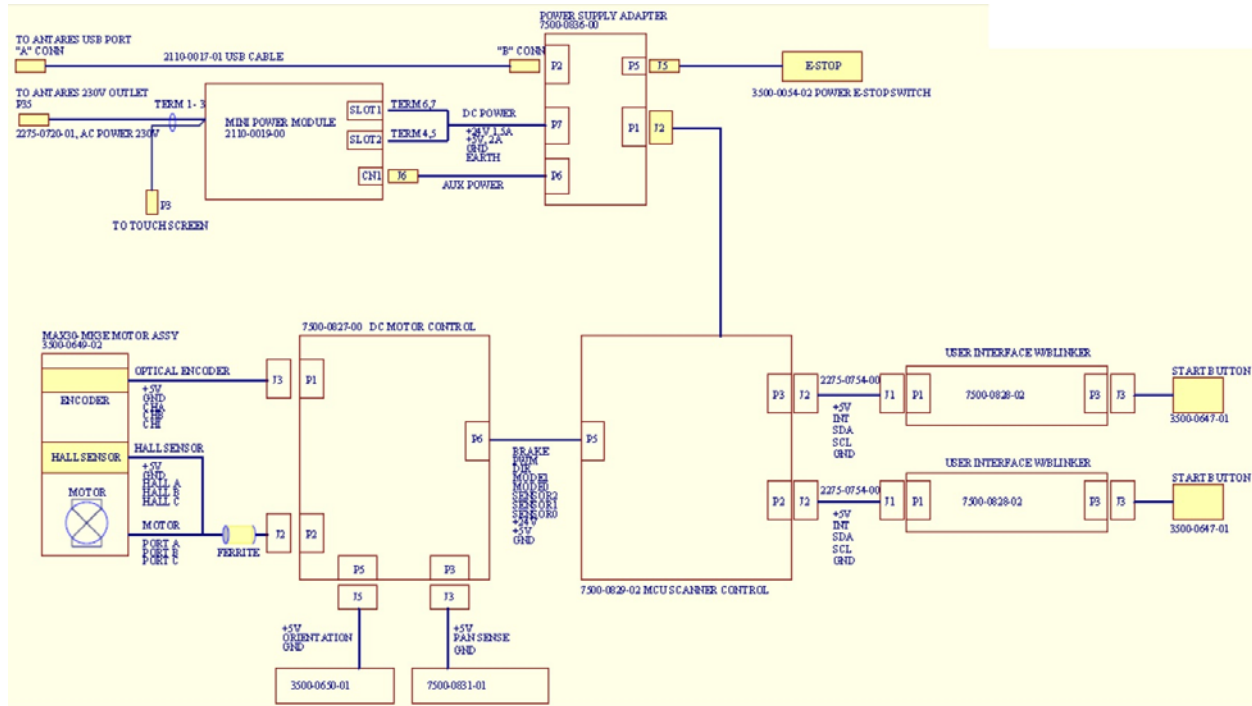 POWER SUPPLY ADAPTER
7500-0836-00
TO ANTARES USB PORT
"A" CONN
2110-0017-01 USB CABLE
"B" CONN
P2
P5
J5
E-STOP
3500-0054-02 POWER E-STOP SWITCH
TO ANTARES 230V OUTLET
P35
TERM 1- 3
2275-0720-01, AC POWER 230V
MINI POWER MODULE
2110-0019-00
SLOT1
TERM 6,7
SLOT2
TERM 4,5
DC POWER
+24V 1.5A
+5V, 2A
GND
EARTH
P7
P1
J2
CN1
J6
AUX POWER
P6
P3
TO TOUCH SCREEN
MAX30- MK3E MOTOR ASSY
3500-0649-02
OPTICAL ENCODER
+5V
GND
CHA
CHB
CHI
ENCODER
HALL SENSOR
HALL SENSOR
+5V
GND
HALL A
HALL B
HALL C
MOTOR
MOTOR
PORT A
PORT B
PORT C
FERRITE
J3
J2
7500-0827-00 DC MOTOR CONTROL
P1
P2
P6
P5
P3
J5
J3
+5V
ORIENTATION
GND
+5V
PAN SENSE
GND
3500-0650-01
7500-0831-01
BRAKE
PWM
DIR
MODE1
MODE0
SENSOR2
SENSOR1
SENSOR0
+24V
+5V
GND
P5
P3
J2
P2
J2
7500-0829-02 MCU SCANNER CONTROL
2275-0754-00
+5V
INT
SDA
SCL
GND
USER INTERFACE W/BLINKER
J1
P1
7500-0828-02
P3
J3
START BUTTON
3500-0647-01
2275-0754-00
+5V
INT
SDA
SCL
GND
USER INTERFACE W/BLINKER
J1
P1
7500-0828-02
P3
J3
START BUTTON
3500-0647-01